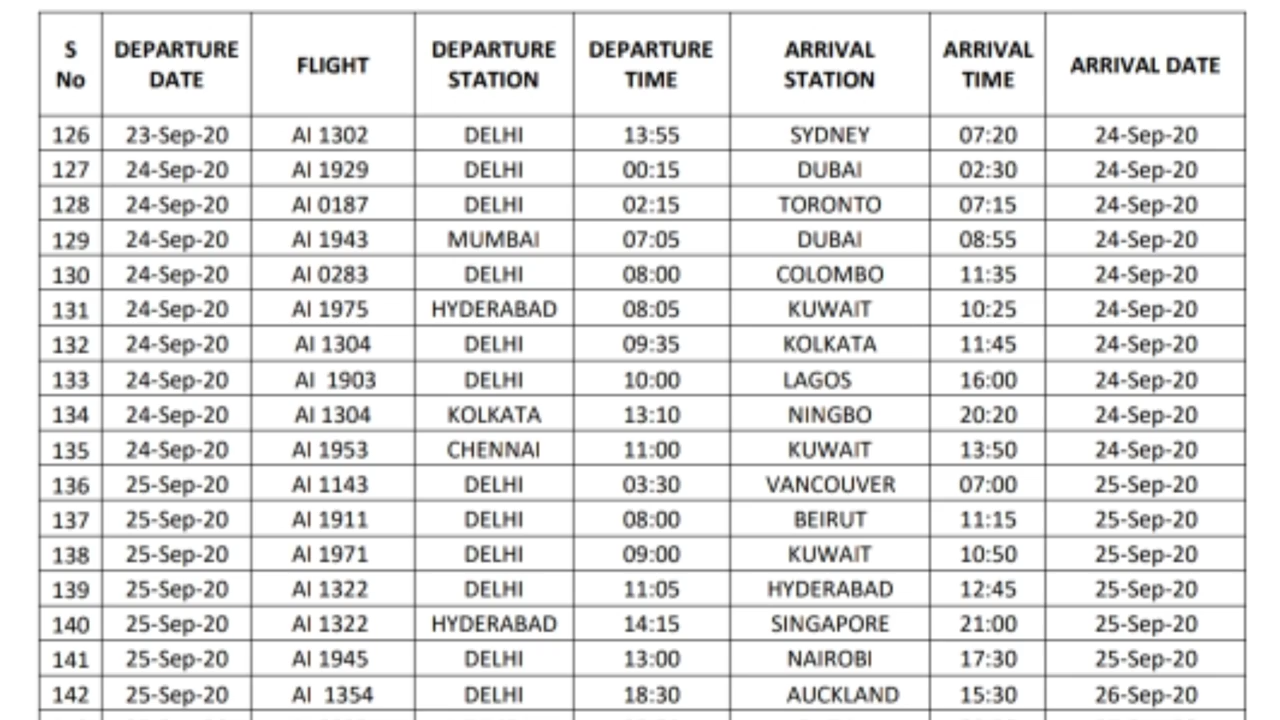 S No DEPARTURE DATE FLIGHT DEPARTURE STATION DEPARTURE TIME ARRIVAL STATION ARRIVAL TIME ARRIVAL DATE
126 23-Sep-20 AI 1302 DELHI 13:55 SYDNEY 07:20 24-Sep-20
127 24-Sep-20 AI 1929 DELHI 00:15 DUBAI 02:30 24-Sep-20
128 24-Sep-20 AI 0187 DELHI 02:15 TORONTO 07:15 24-Sep-20
129 24-Sep-20 AI 1943 MUMBAI 07:05 DUBAI 08:55 24-Sep-20
130 24-Sep-20 AI 0283 DELHI 08:00 COLOMBO 11:35 24-Sep-20
131 24-Sep-20 AI 1975 HYDERABAD 08:05 KUWAIT 10:25 24-Sep-20
132 24-Sep-20 AI 1304 DELHI 09:35 KOLKATA 11:45 24-Sep-20
133 24-Sep-20 AI 1903 DELHI 10:00 LAGOS 16:00 24-Sep-20
134 24-Sep-20 AI 1304 KOLKATA 13:10 NINGBO 20:20 24-Sep-20
135 24-Sep-20 AI 1953 CHENNAI 11:00 KUWAIT 13:50 24-Sep-20
136 25-Sep-20 AI 1143 DELHI 03:30 VANCOUVER 07:00 25-Sep-20
137 25-Sep-20 AI 1911 DELHI 08:00 BEIRUT 11:15 25-Sep-20
138 25-Sep-20 AI 1971 DELHI 09:00 KUWAIT 10:50 25-Sep-20
139 25-Sep-20 AI 1322 DELHI 11:05 HYDERABAD 12:45 25-Sep-20
140 25-Sep-20 AI 1322 HYDERABAD 14:15 SINGAPORE 21:00 25-Sep-20
141 25-Sep-20 AI 1945 DELHI 13:00 NAIROBI 17:30 25-Sep-20
142 25-Sep-20 AI 1354 DELHI 18:30 AUCKLAND 15:30 26-Sep-20